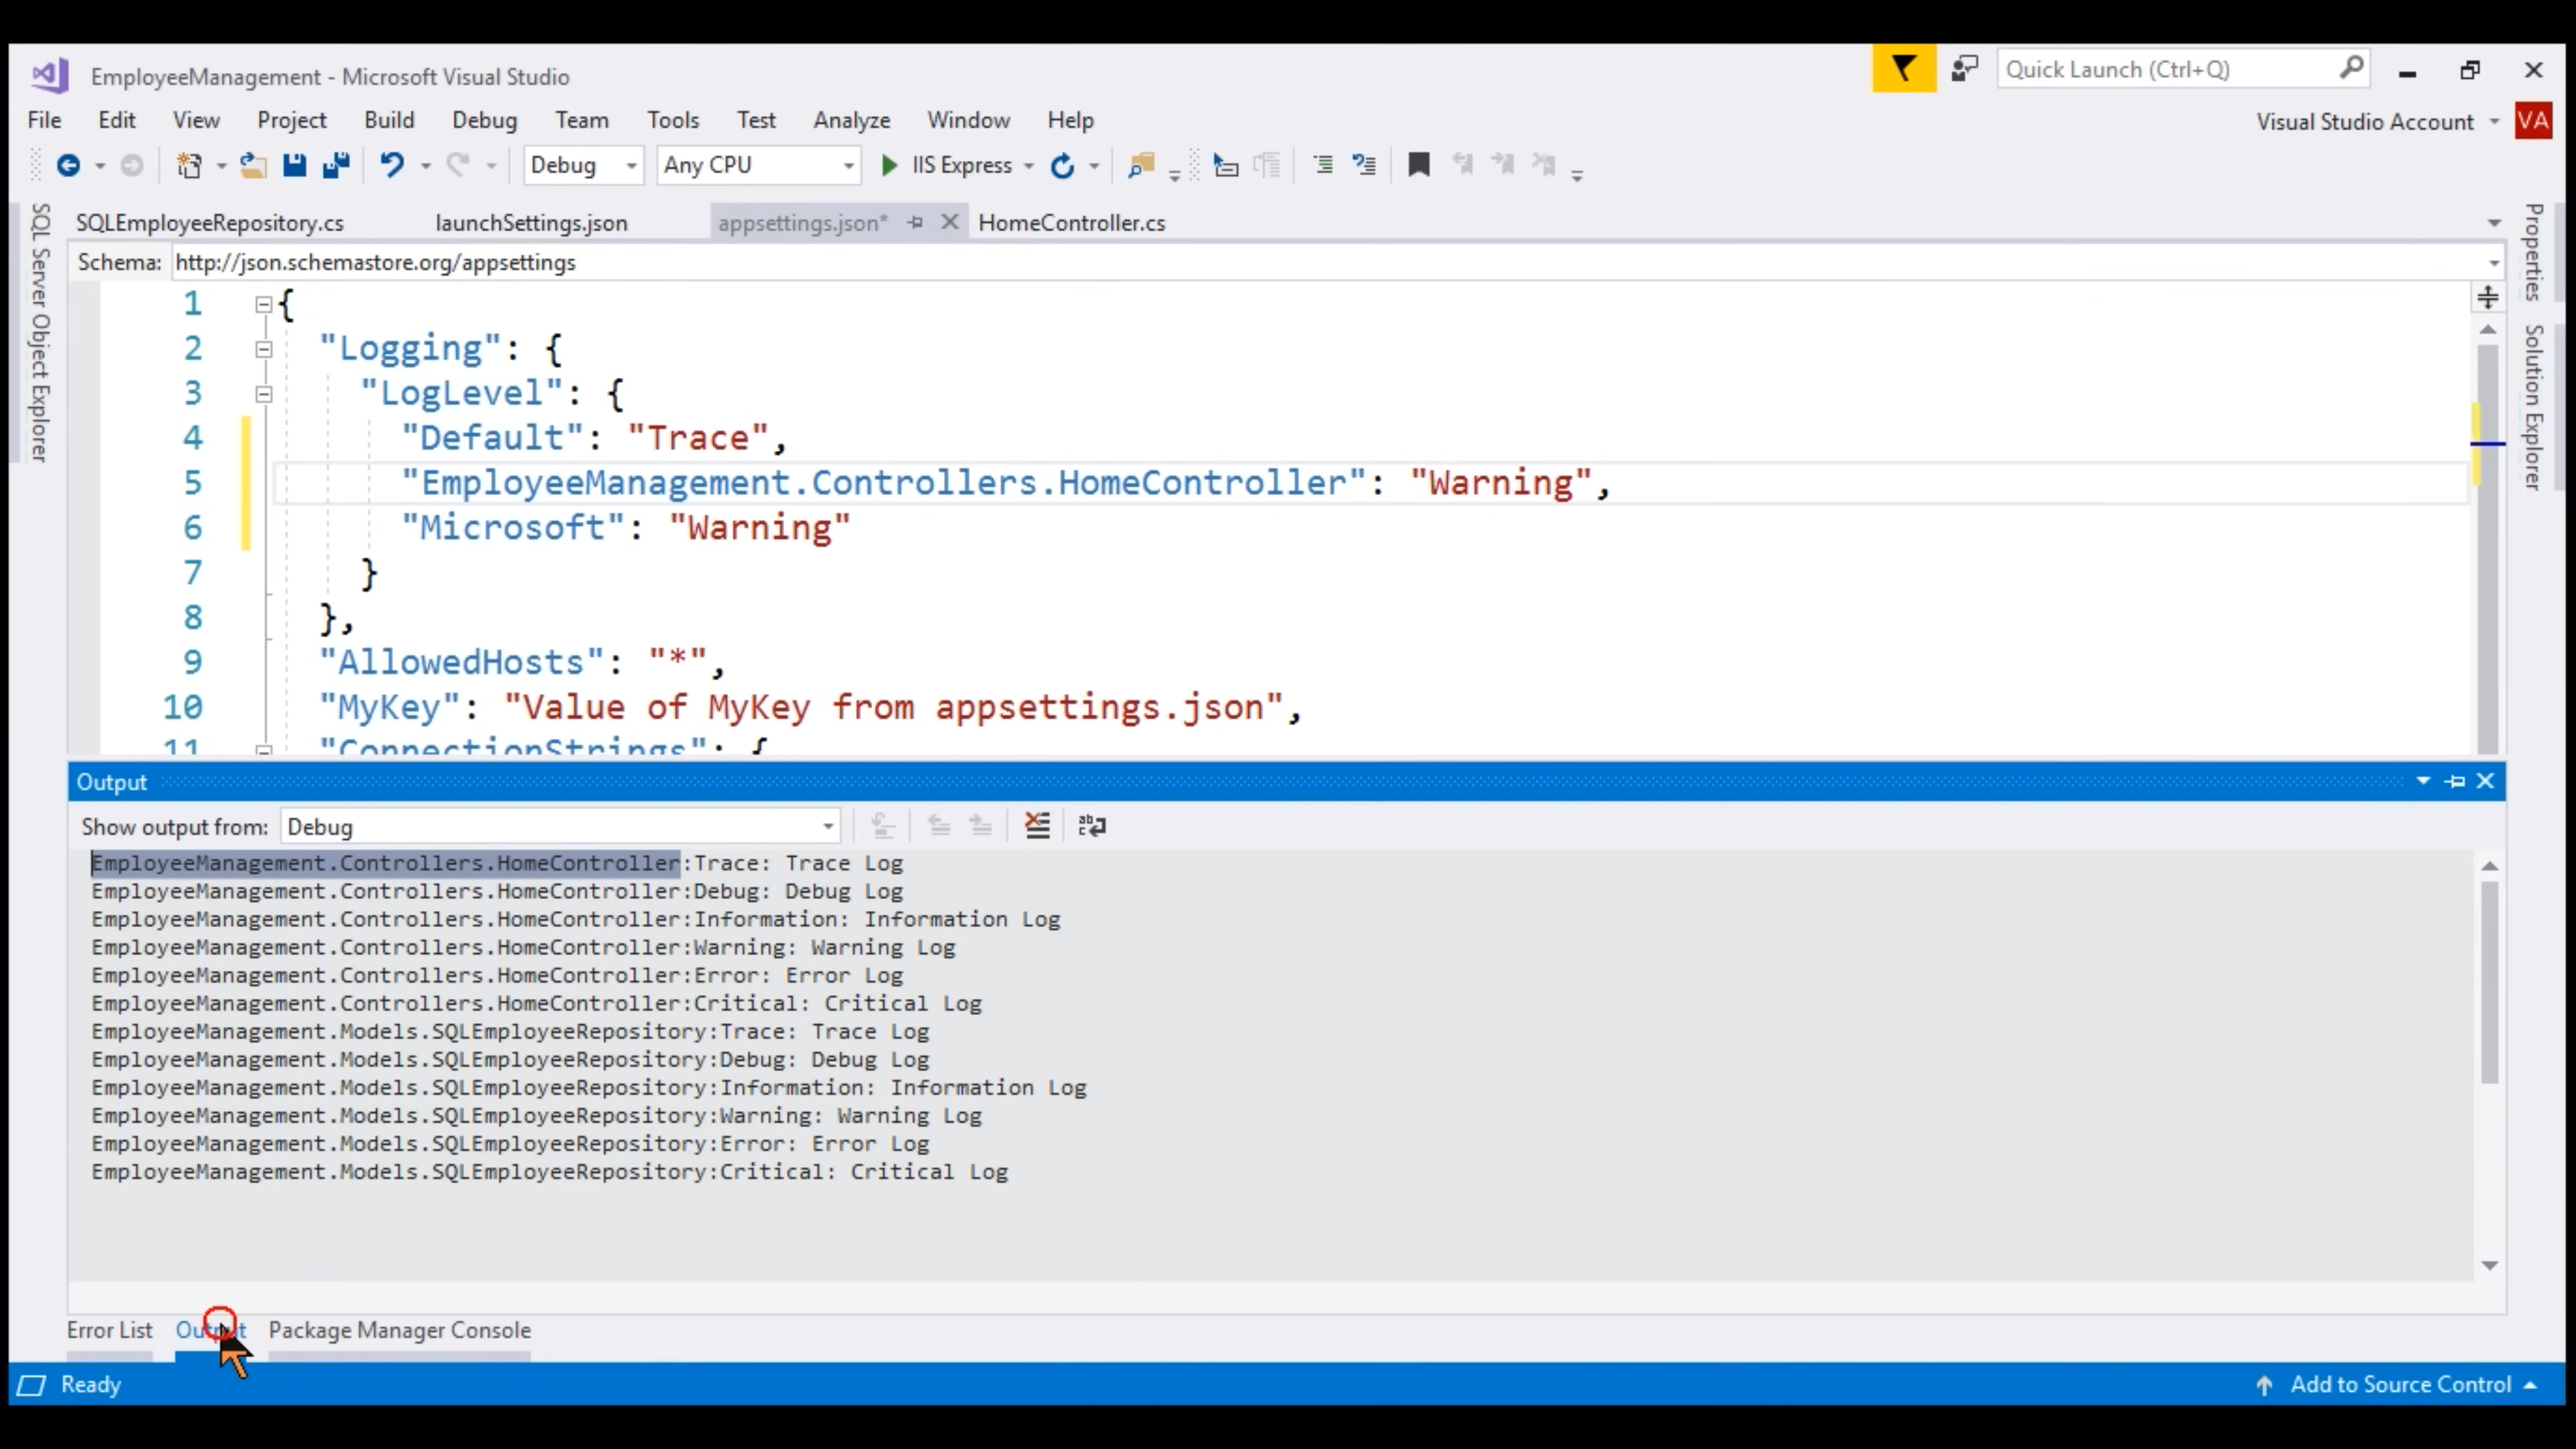 EmployeeManagement - Microsoft Visual Studio
Quick Launch (Ctrl+Q)
File Edit View Project Build Debug Team Tools Test Analyze Window Help
Visual Studio Account VA
Debug Any CPU IIS Express
SQLEmployeeRepository.cs launchSettings.json appsettings.json* HomeController.cs
Schema: http://json.schemastore.org/appsettings
SQL Server Object Explorer
Properties
Solution Explorer
1 {
2 "Logging": {
3 "LogLevel": {
4 "Default": "Trace",
5 "EmployeeManagement.Controllers.HomeController": "Warning",
6 "Microsoft": "Warning"
7 }
8 },
9 "AllowedHosts": "*",
10 "MyKey": "Value of MyKey from appsettings.json",
11 "ConnectionStrings": {
Output
Show output from: Debug
EmployeeManagement.Controllers.HomeController:Trace: Trace Log
EmployeeManagement.Controllers.HomeController:Debug: Debug Log
EmployeeManagement.Controllers.HomeController:Information: Information Log
EmployeeManagement.Controllers.HomeController:Warning: Warning Log
EmployeeManagement.Controllers.HomeController:Error: Error Log
EmployeeManagement.Controllers.HomeController:Critical: Critical Log
EmployeeManagement.Models.SQLEmployeeRepository:Trace: Trace Log
EmployeeManagement.Models.SQLEmployeeRepository:Debug: Debug Log
EmployeeManagement.Models.SQLEmployeeRepository:Information: Information Log
EmployeeManagement.Models.SQLEmployeeRepository:Warning: Warning Log
EmployeeManagement.Models.SQLEmployeeRepository:Error: Error Log
EmployeeManagement.Models.SQLEmployeeRepository:Critical: Critical Log
Error List Output Package Manager Console
Ready
Add to Source Control